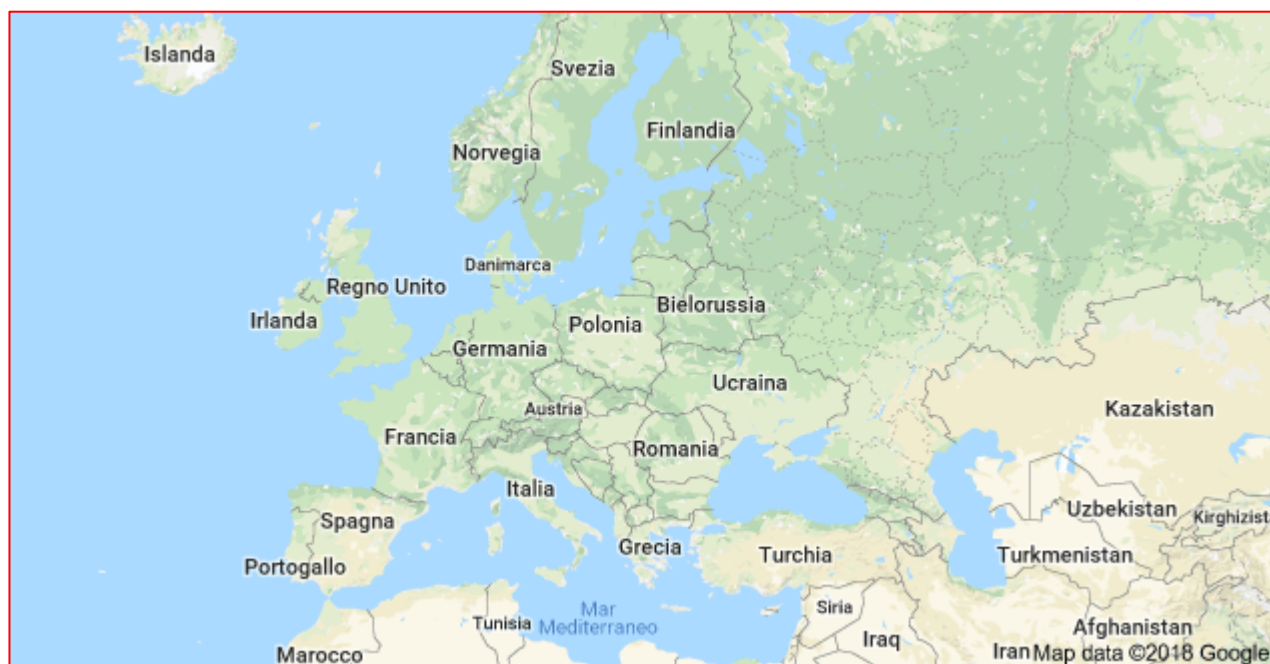 Islanda
Svezia
Finlandia
Norvegia
Danimarca
Regno Unito
Bielorussia
Irlanda
Polonia
Germania
Ucraina
Austria
Kazakistan
Francia
Romania
Italia
Uzbekistan
Kirghizist
Spagna
Grecia
Turchia
Turkmenistan
Portogallo
Siria
Mar
Mediterraneo
Tunisia
Afghanistan
Iraq
Iran
Marocco
Map data ©2018 Google